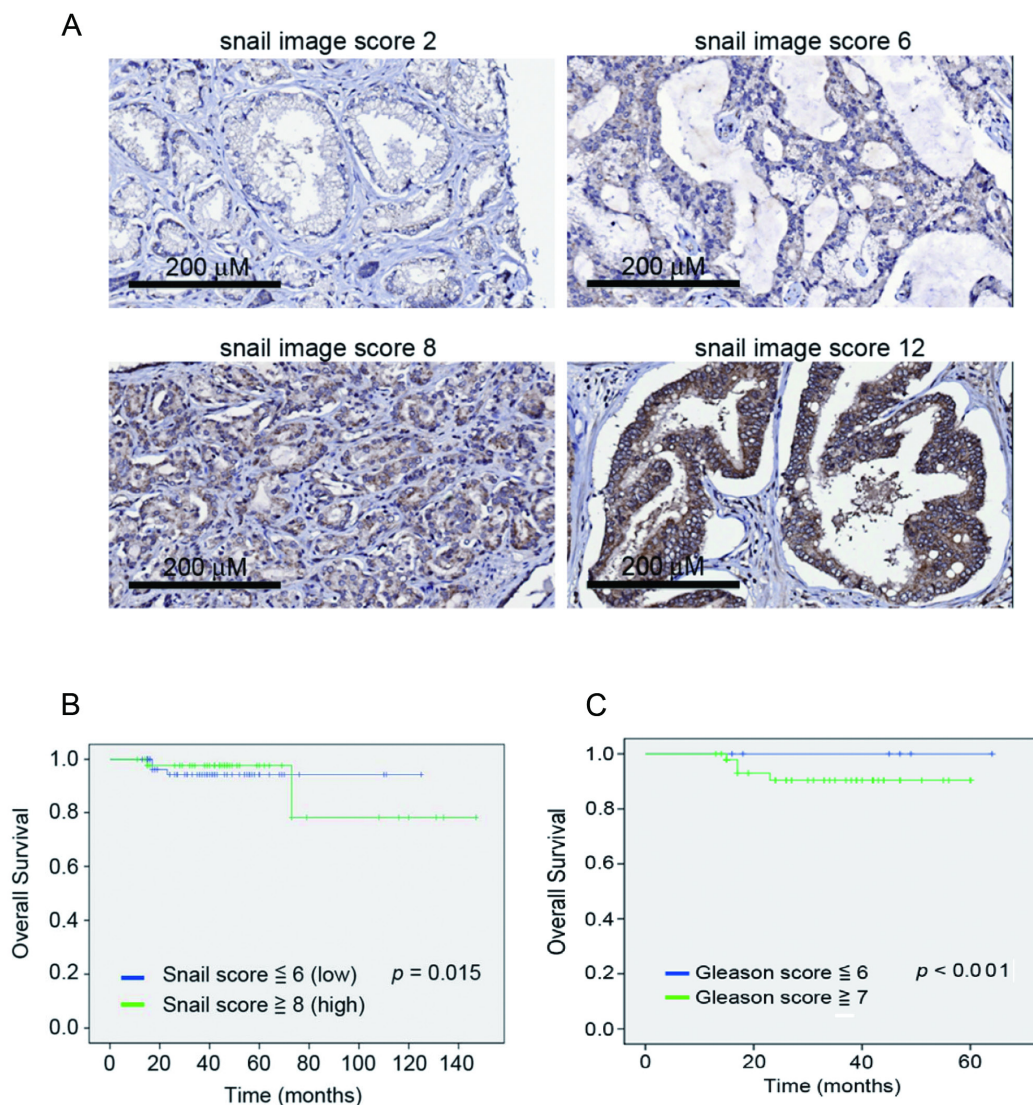 A
snail image score 2
snail image score 6
200 µM
200 µM
snail image score 8
snail image score 12
200 µM
200 µM
B
C
Overall Survival
1.0
0.8
0.6
0.4
0.2
0.0
Snail score ≦ 6 (low)
p = 0.015
Snail score ≧ 8 (high)
0 20 40 60 80 100 120 140
Time (months)
Overall Survival
1.0
0.8
0.6
0.4
0.2
0.0
Gleason score ≦ 6
p < 0.001
Gleason score ≧ 7
0 20 40 60
Time (months)